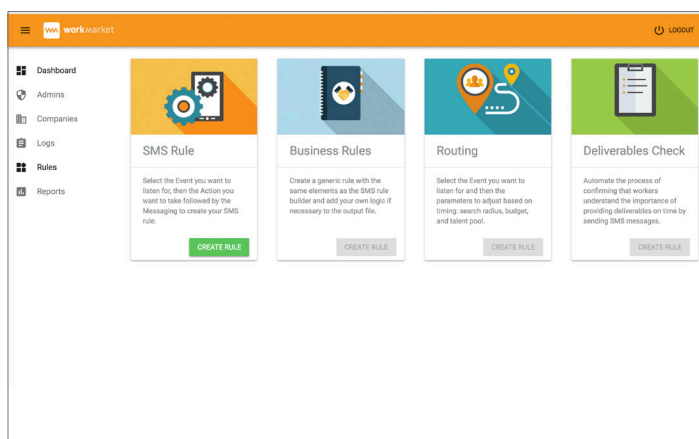 workmarket
LOGOUT
Dashboard
Admins
Companies
Logs
Rules
Reports
SMS Rule
Select the Event you want to
listen for, then the Action you
want to take followed by the
Messaging to create your SMS
rule.
CREATE RULE
Business Rules
Create a generic rule with the
same elements as the SMS rule
builder and add your own logic if
necessary to the output file.
CREATE RULE
Routing
Select the Event you want to
listen for and then the
parameters to adjust based on
timing: search radius, budget,
and talent pool.
CREATE RULE
Deliverables Check
Automate the process of
confirming that workers
understand the importance of
providing deliverables on time by
sending SMS messages.
CREATE RULE